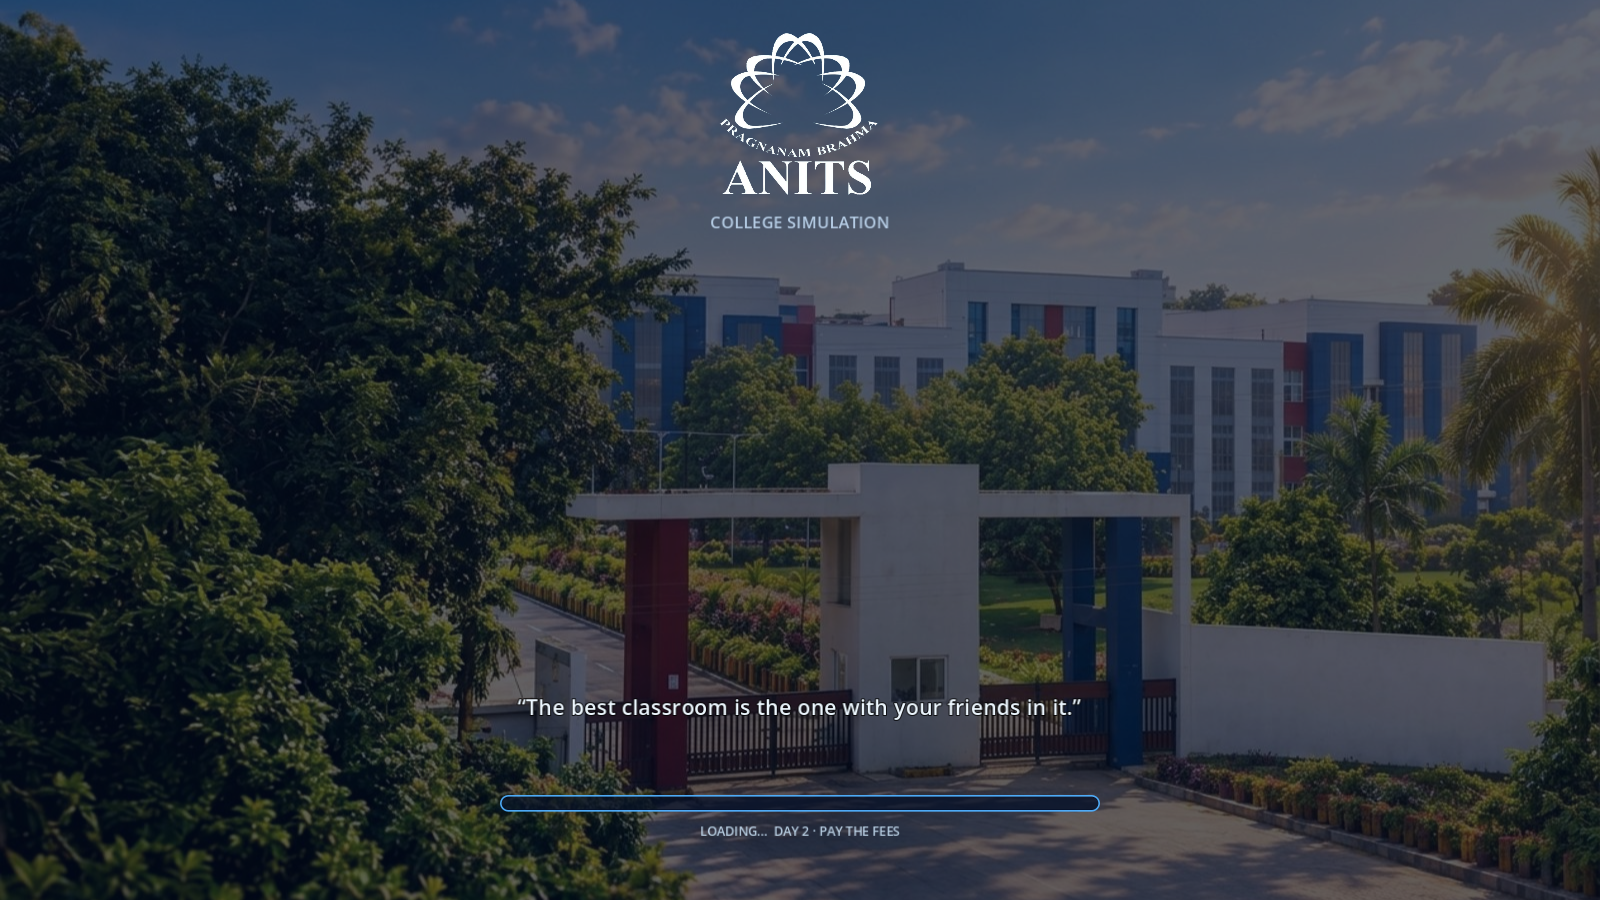 PRAGNANAM BRAHMA
ANITS
COLLEGE SIMULATION
“The best classroom is the one with your friends in it.”
LOADING... DAY 2 · PAY THE FEES